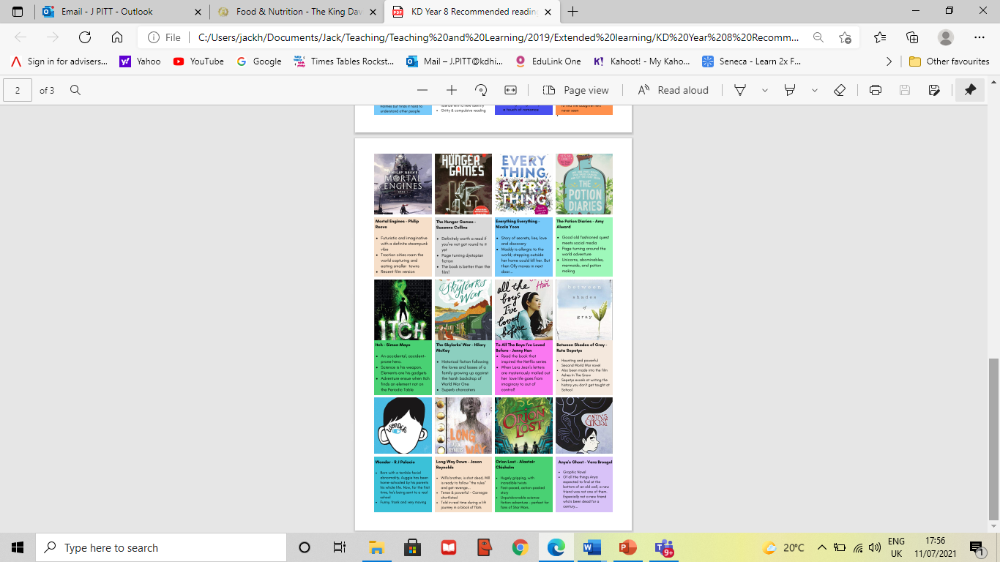 Email - J PITT - Outlook
Food & Nutrition - The King Dav
KD Year 8 Recommended reading
File
C:/Users/jackh/Documents/Jack/Teaching/Teaching%20and%20Learning/2019/Extended%20learning/KD%20Year%208%20Recomm...
Sign in for advisers...
Yahoo
YouTube
Google
Times Tables Rockst...
Mail – J.PITT@kdhi...
EduLink One
Kahoot! - My Kaho...
Seneca - Learn 2x F...
Other favourites
2 of 3
Page view
Read aloud
understand other people
Gritty & compulsive reading
a touch of romance
never seen
PHILIP REEVE
MORTAL
ENGINES
HUNGER
GAMES
EVERY
THING
EVERY
THING
THE
POTION
DIARIES
Mortal Engines - Philip
Reeve
Futuristic and imaginative
with a definite steampunk
vibe
Traction cities roam the
world capturing and
eating smaller towns
Recent film version
The Hunger Games -
Suzanne Collins
Definitely worth a read if
you've not got round to it
yet
Page turning dystopian
fiction
The book is better than the
film!
Everything Everything -
Nicola Yoon
Story of secrets, lies, love
and discovery
Maddy is allergic to the
world; stepping outside
her home could kill her. But
then Olly moves in next
door...
The Potion Diaries - Amy
Alward
Good old fashioned quest
meets social media
Page turning around the
world adventure
Unicorns, abominables,
mermaids, and potion
making
ITCH
The
Skylarks'
War
Han
all the
boys
I've
loved
before
between
shades
of
gray
Itch - Simon Mayo
An accidental, accident-
prone hero.
Science is his weapon.
Elements are his gadgets
Adventure ensue when Itch
finds an element not on
the Periodic Table
The Skylarks' War - Hilary
McKay
Historical fiction following
the loves and losses of a
family growing up against
the harsh backdrop of
World War One
Superb characters
To All The Boys I've Loved
Before - Jenny Han
Read the book that
inspired the Netflix series
When Lara Jean's letters
are mysteriously mailed out
her love life goes from
imaginary to out of
control!
Between Shades of Gray -
Ruta Sepetys
Haunting and powerful
Second World War novel
Also been made into the film
Ashes In The Snow
Sepetys excels at writing the
history you don't get taught at
School
Wonder
LONG
WAY
ORION
LOST
ANYA'S
GHOST
Wonder - R J Palacio
Born with a terrible facial
abnormality, Auggie has been
home-schooled by his parents
his whole life. Now, for the first
time, he's being sent to a real
school
Funny, frank and very moving
Long Way Down - Jason
Reynolds
Will's brother, is shot dead, Will
is ready to follow "the rules"
and get revenge...
Tense & powerful - Carnegie
shortlisted
Told in real time during a lift
journey in a block of flats
Orion Lost - Alastair
Chisholm
Hugely gripping, with
incredible twists
Fast-paced, action-packed
story
Unputdownable science
fiction adventure - perfect for
fans of Star Wars.
Anya's Ghost - Vera Brosgol
Graphic Novel
Of all the things Anya
expected to find at the
bottom of an old well, a new
friend was not one of them.
Especially not a new friend
who's been dead for a
century...
Type here to search
9+
20°C
ENG
UK
17:56
11/07/2021
1